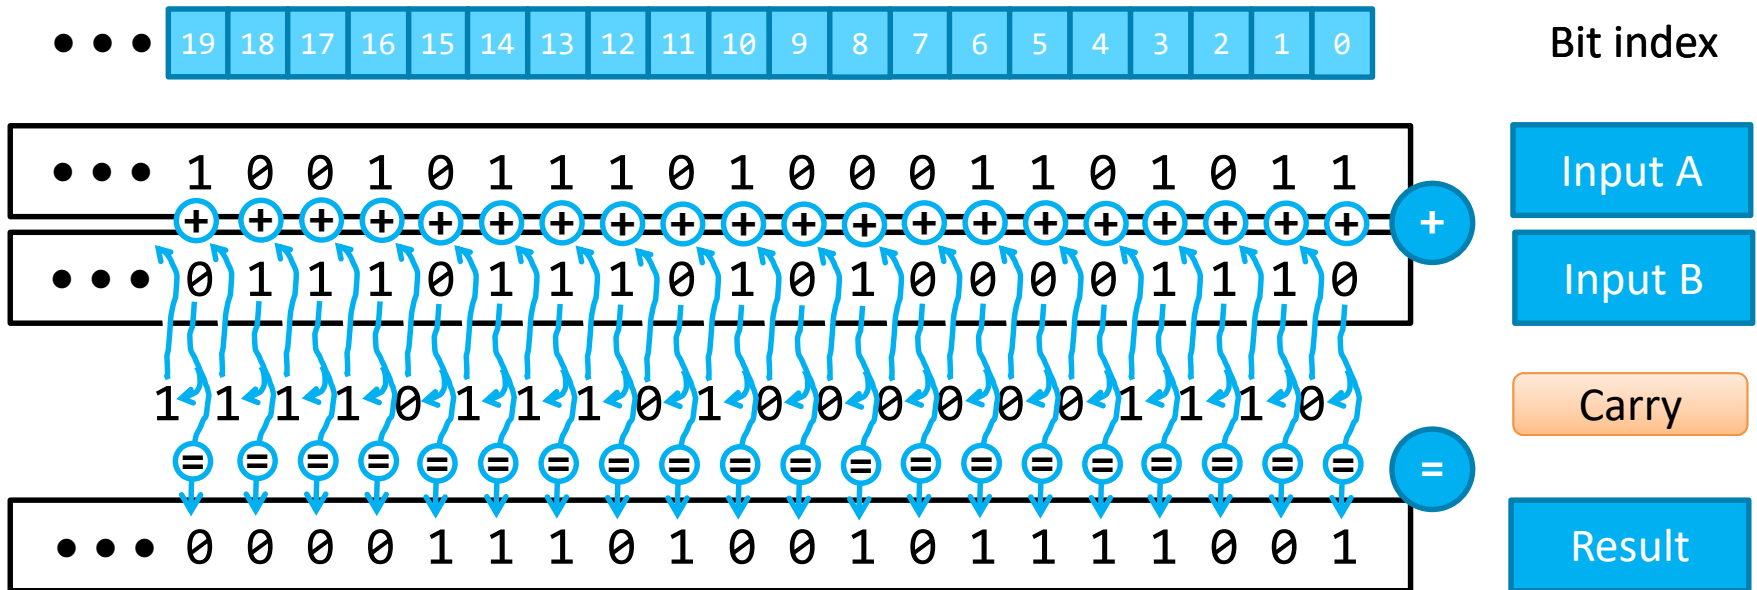 ••• 19 18 17 16 15 14 13 12 11 10 9 8 7 6 5 4 3 2 1 0 Bit index
••• 1 0 0 1 0 1 1 1 0 1 0 0 0 1 1 0 1 0 1 1 Input A
+ + + + + + + + + + + + + + + + + + + + +
••• 0 1 1 1 0 1 1 1 0 1 0 1 0 0 0 0 1 1 1 0 Input B
1 1 1 1 0 1 1 1 0 1 0 0 0 0 0 0 1 1 1 0 Carry
= = = = = = = = = = = = = = = = = = = = =
••• 0 0 0 0 1 1 1 0 1 0 0 1 0 1 1 1 1 0 0 1 Result